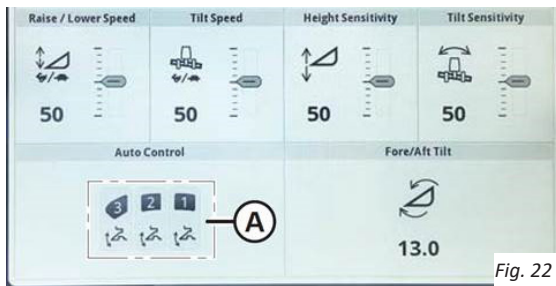 Raise / Lower Speed
Tilt Speed
Height Sensitivity
Tilt Sensitivity
50
50
50
50
Auto Control
Fore/Aft Tilt
3 2 1
A
13.0
Fig. 22